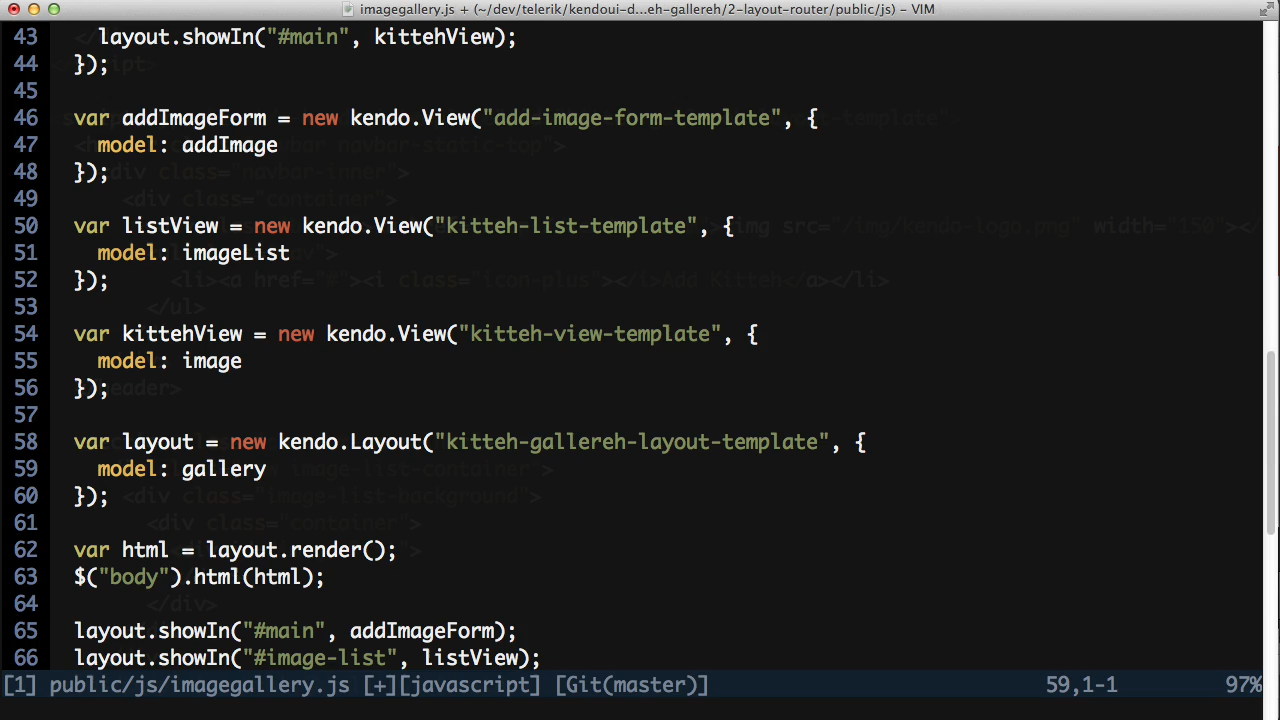 imagegallery.js + (~/dev/telerik/kendoui-d...eh-gallereh/2-layout-router/public/js) – VIM
43     layout.showIn("#main", kittehView);
44   });
45
46   var addImageForm = new kendo.View("add-image-form-template", {
47     model: addImage
48   });
49
50   var listView = new kendo.View("kitteh-list-template", {
51     model: imageList
52   });
53
54   var kittehView = new kendo.View("kitteh-view-template", {
55     model: image
56   });
57
58   var layout = new kendo.Layout("kitteh-gallereh-layout-template", {
59     model: gallery
60   });
61
62   var html = layout.render();
63   $("body").html(html);
64
65   layout.showIn("#main", addImageForm);
66   layout.showIn("#image-list", listView);
[1] public/js/imagegallery.js [+][javascript] [Git(master)] 59,1-1 97%